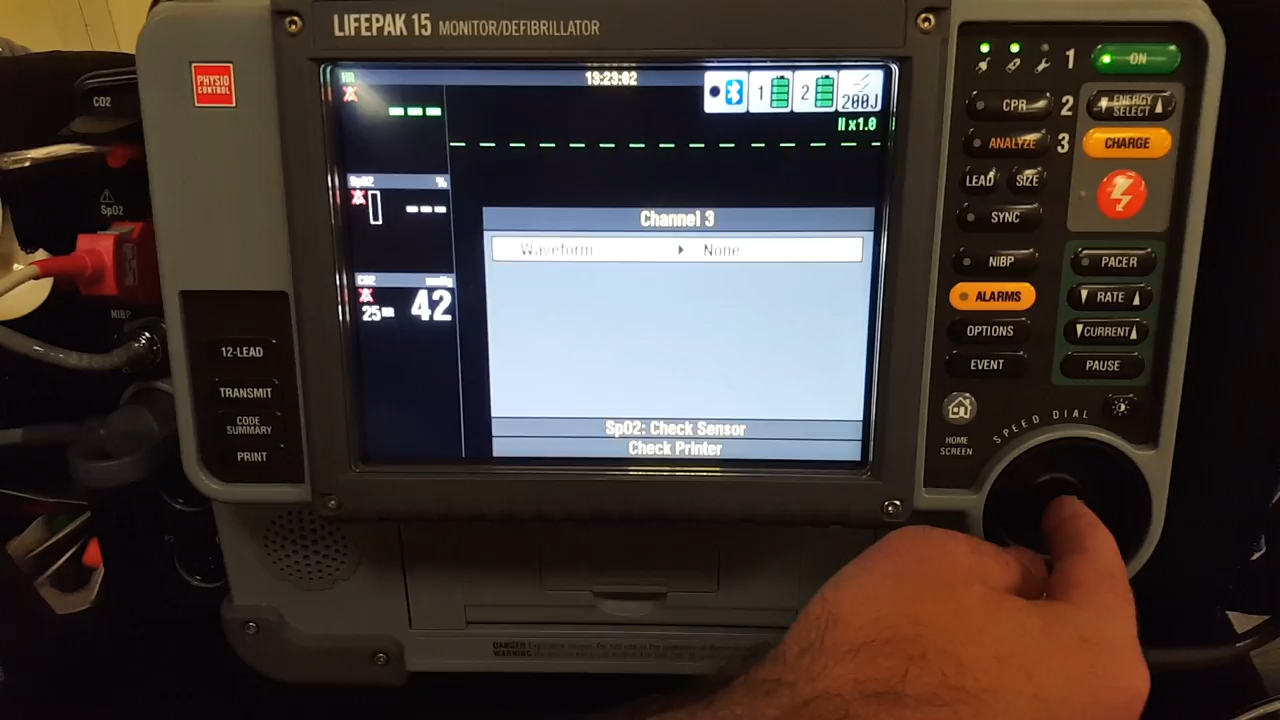 LIFEPAK 15 MONITOR/DEFIBRILLATOR
PHYSIO
CONTROL
CO2
SpO2
NIBP
12-LEAD
TRANSMIT
CODE
SUMMARY
PRINT
HR
13:23:02
1
2
200J
II x1.0
SpO2 %
CO2 mmHg
25
42
Channel 3
Waveform None
SpO2: Check Sensor
Check Printer
1 ON
CPR 2 ENERGY
SELECT
ANALYZE 3 CHARGE
LEAD SIZE
SYNC
NIBP PACER
ALARMS RATE
OPTIONS CURRENT
EVENT PAUSE
SPEED DIAL
HOME
SCREEN
DANGER
WARNING